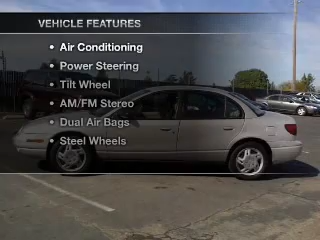 VEHICLE FEATURES
• Air Conditioning
• Power Steering
• Tilt Wheel
• AM/FM Stereo
• Dual Air Bags
• Steel Wheels